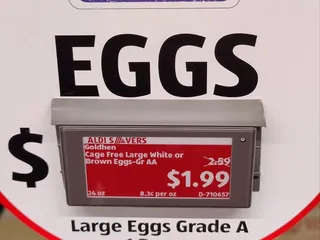 EGGS
$
ALDI SAVERS
Goldhen
Cage Free Large White or
Brown Eggs-Gr AA
2.59
$1.99
24 oz
8.3¢ per oz
D-710657
Large Eggs Grade A